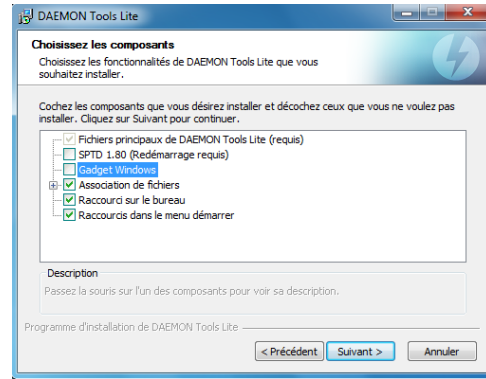 DAEMON Tools Lite
Choisissez les composants
Choisissez les fonctionnalités de DAEMON Tools Lite que vous
souhaitez installer.
Cochez les composants que vous désirez installer et décochez ceux que vous ne voulez pas
installer. Cliquez sur Suivant pour continuer.
Fichiers principaux de DAEMON Tools Lite (requis)
SPTD 1.80 (Redémarrage requis)
Gadget Windows
Association de fichiers
Raccourci sur le bureau
Raccourcis dans le menu démarrer
Description
Passez la souris sur l'un des composants pour voir sa description.
Programme d'installation de DAEMON Tools Lite
< Précédent Suivant > Annuler